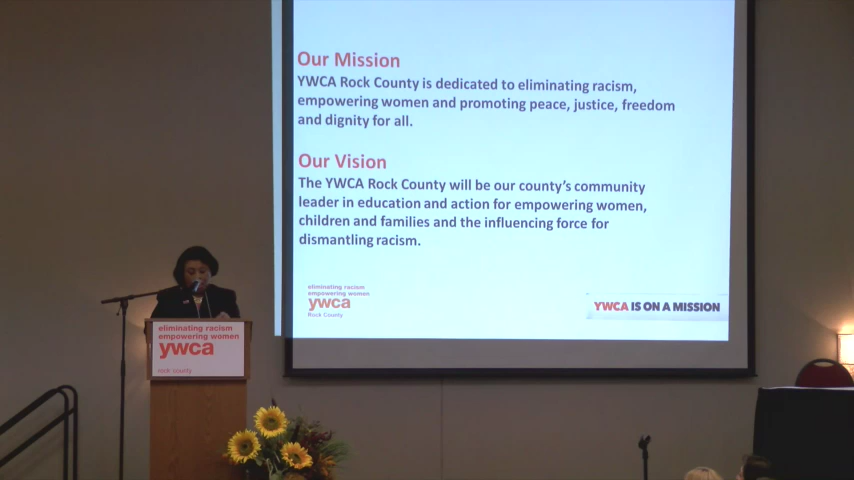 Our Mission
YWCA Rock County is dedicated to eliminating racism,
empowering women and promoting peace, justice, freedom
and dignity for all.
Our Vision
The YWCA Rock County will be our county's community
leader in education and action for empowering women,
children and families and the influencing force for
dismantling racism.
eliminating racism
empowering women
ywca
Rock County
YWCA IS ON A MISSION
eliminating racism
empowering women
ywca
rock county